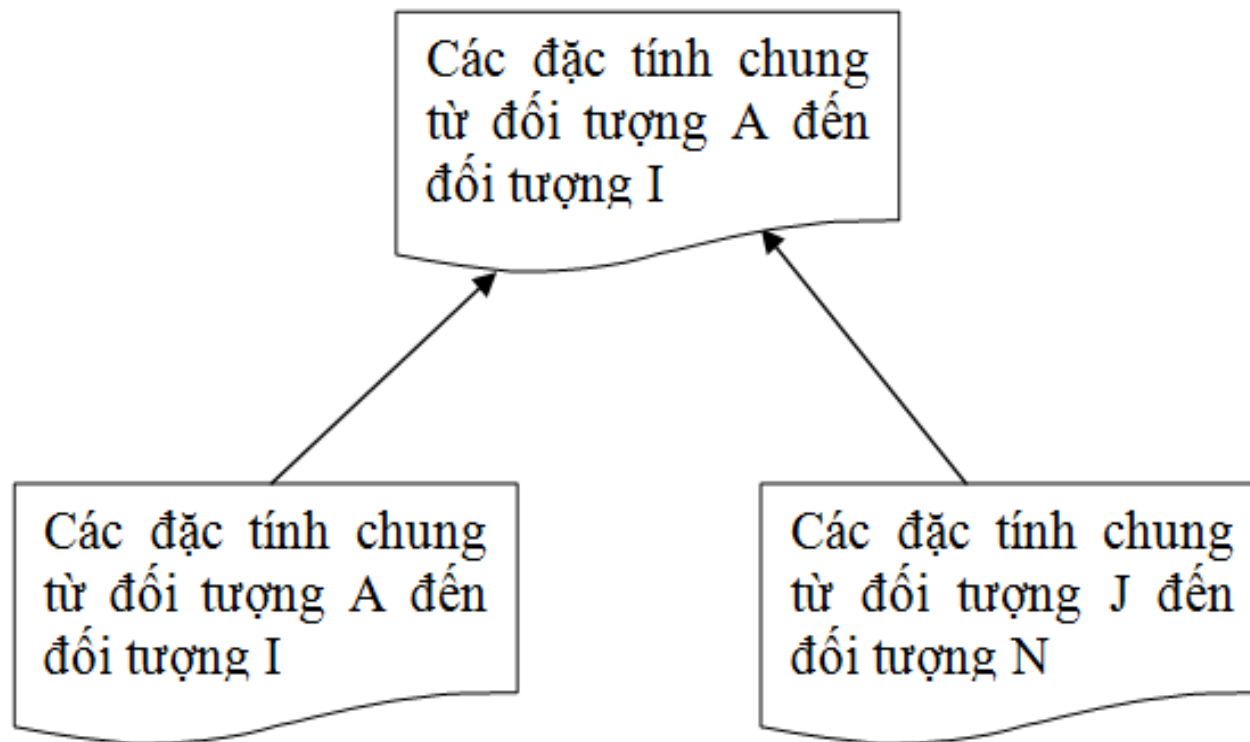 Các đặc tính chung
từ đối tượng A đến
đối tượng I
Các đặc tính chung
từ đối tượng A đến
đối tượng I
Các đặc tính chung
từ đối tượng J đến
đối tượng N